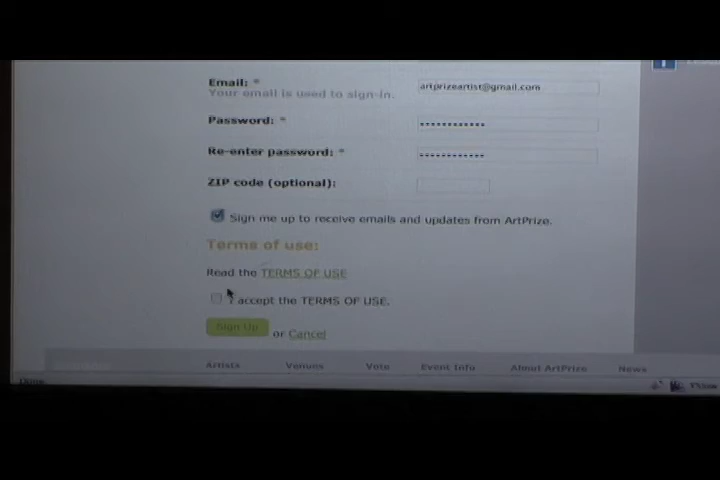 Email: *
artprizeartist@gmail.com
Your email is used to sign-in.
Password: *
Re-enter password: *
ZIP code (optional):
Sign me up to receive emails and updates from ArtPrize.
Terms of use:
Read the TERMS OF USE
I accept the TERMS OF USE.
Sign Up or Cancel
Artists Venues Vote Event Info About ArtPrize News
Done